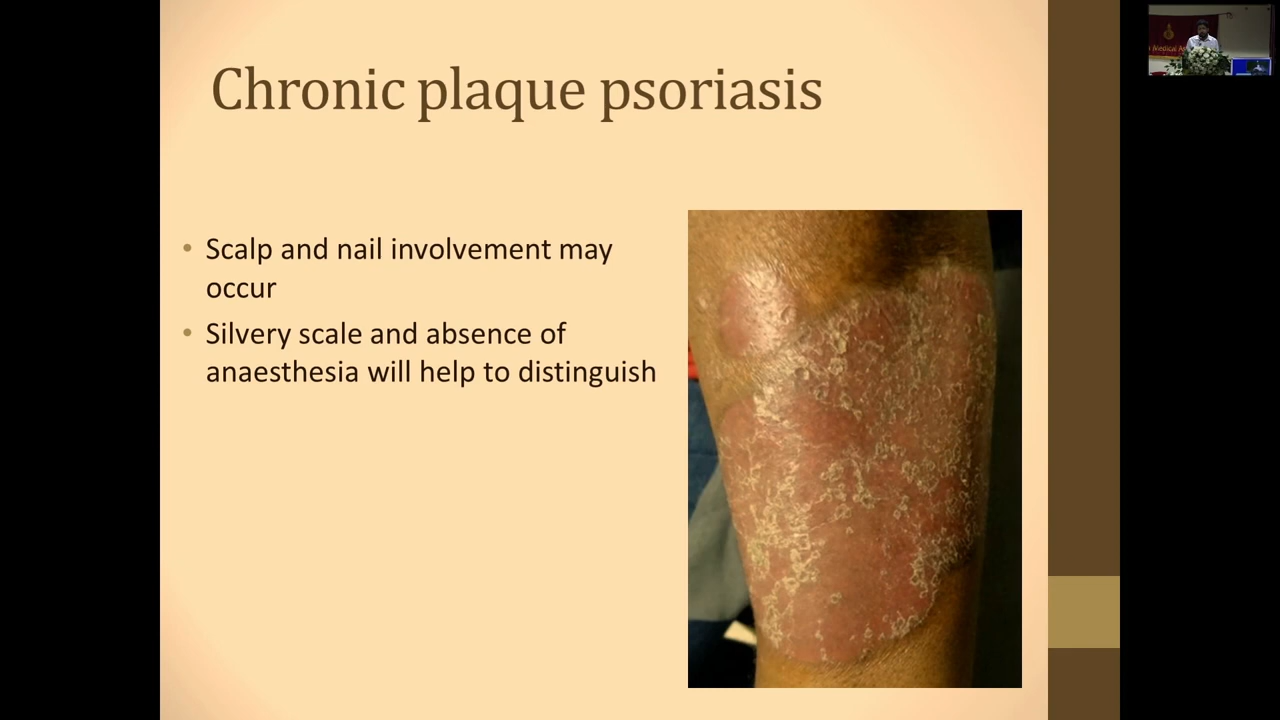 Chronic plaque psoriasis
• Scalp and nail involvement may
occur
• Silvery scale and absence of
anaesthesia will help to distinguish
Medical